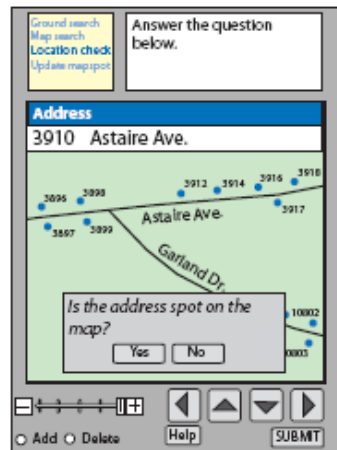 Ground search
Map search
Location check
Update mapspot
Answer the question
below.
Address
3910 Astaire Ave.
3912 3914 3916 3918
3896 3898
3917
3897 3899
Astaire Ave.
Garland Dr.
Is the address spot on the
map?
Yes No
10802
0803
Add Delete
Help
SUBMIT